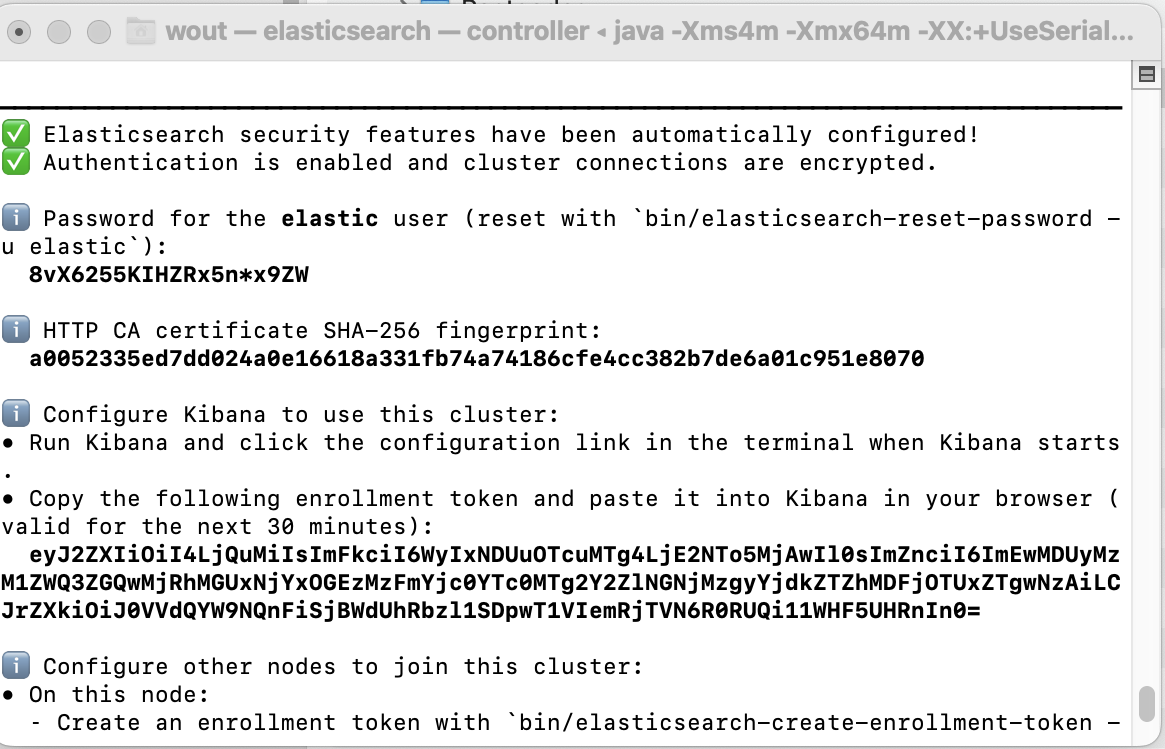 wout — elasticsearch — controller ◂ java -Xms4m -Xmx64m -XX:+UseSerial...
Elasticsearch security features have been automatically configured!
Authentication is enabled and cluster connections are encrypted.
Password for the elastic user (reset with `bin/elasticsearch-reset-password -
u elastic`):
8vX6255KIHZRx5n*x9ZW
HTTP CA certificate SHA-256 fingerprint:
a0052335ed7dd024a0e16618a331fb74a74186cfe4cc382b7de6a01c951e8070
Configure Kibana to use this cluster:
• Run Kibana and click the configuration link in the terminal when Kibana starts
.
• Copy the following enrollment token and paste it into Kibana in your browser (
valid for the next 30 minutes):
eyJ2ZXIiOiI4LjQuMiIsImFkciI6WyIxNDUuOTcuMTg4LjE2NTo5MjAwIl0sImZnciI6ImEwMDUyMz
M1ZWQ3ZGQwMjRhMGUxNjYxOGEzMzFmYjc0YTc0MTg2Y2ZlNGNjMzgyYjdkZTZhMDFjOTUxZTgwNzAiLC
JrZXkiOiJ0VVdQYW9NQnFiSjBWdUhRbzl1SDpwT1VIemRjTVN6R0RUQi11WHF5UHRnIn0=
Configure other nodes to join this cluster:
• On this node:
- Create an enrollment token with `bin/elasticsearch-create-enrollment-token -